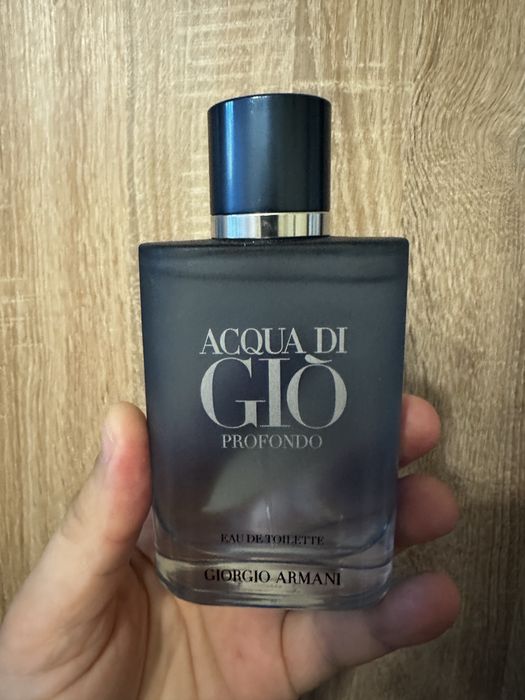 ACQUA DI
GIÒ
PROFONDO
EAU DE TOILETTE
GIORGIO ARMANI